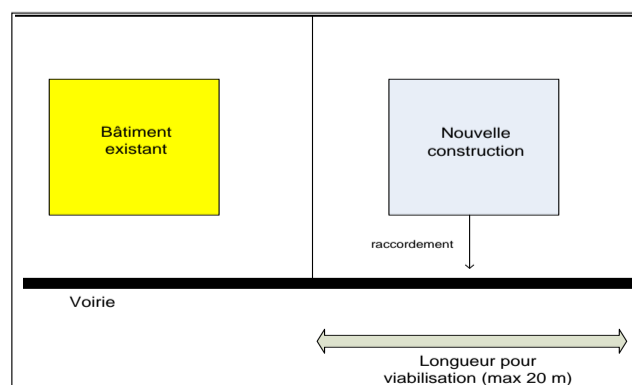 Bâtiment
existant
Nouvelle
construction
raccordement
Voirie
Longueur pour
viabilisation (max 20 m)